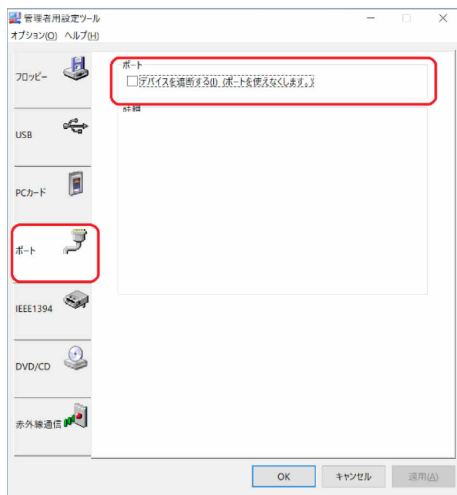 管理者用設定ツール
オプション(O) ヘルプ(H)
フロッピー
USB
PCカード
ポート
IEEE1394
DVD/CD
赤外線通信
ポート
デバイスを遮断する(I) (ポートを使えなくします。)
詳細
OK
キャンセル
適用(A)